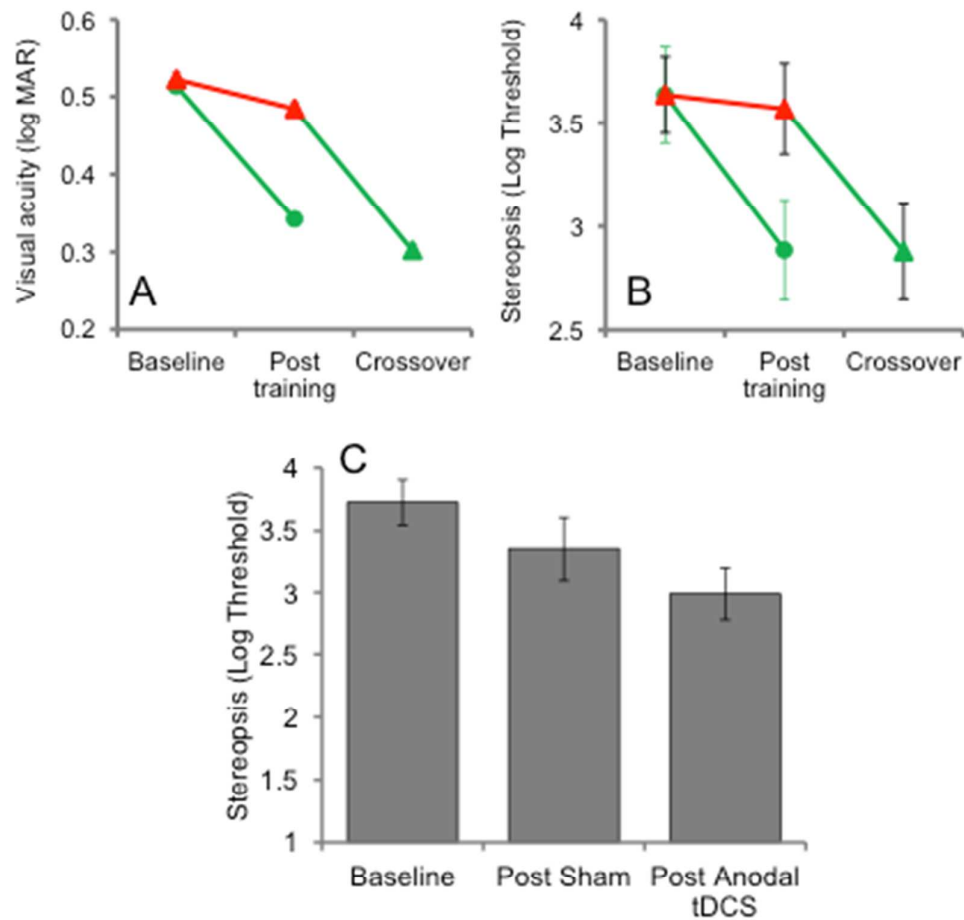 Visual acuity (log MAR)
0.6
0.5
0.4
0.3
0.2
A
Baseline
Post
training
Crossover
Stereopsis (Log Threshold)
4
3.5
3
2.5
B
Baseline
Post
training
Crossover
C
Stereopsis (Log Threshold)
4
3.5
3
2.5
2
1.5
1
Baseline
Post Sham
Post Anodal
tDCS